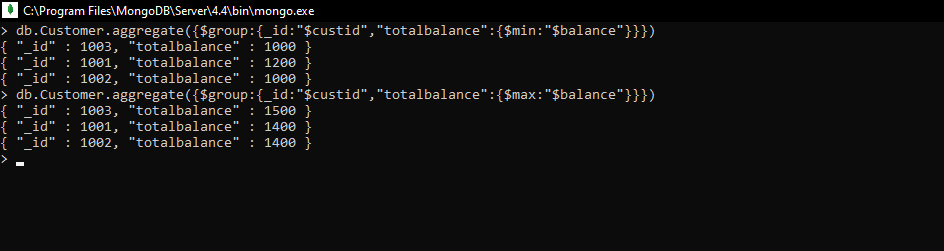 C:\Program Files\MongoDB\Server\4.4\bin\mongo.exe
> db.Customer.aggregate({$group:{_id:"$custid","totalbalance":{$min:"$balance"}}})
{ "_id" : 1003, "totalbalance" : 1000 }
{ "_id" : 1001, "totalbalance" : 1200 }
{ "_id" : 1002, "totalbalance" : 1000 }
> db.Customer.aggregate({$group:{_id:"$custid","totalbalance":{$max:"$balance"}}})
{ "_id" : 1003, "totalbalance" : 1500 }
{ "_id" : 1001, "totalbalance" : 1400 }
{ "_id" : 1002, "totalbalance" : 1400 }
>